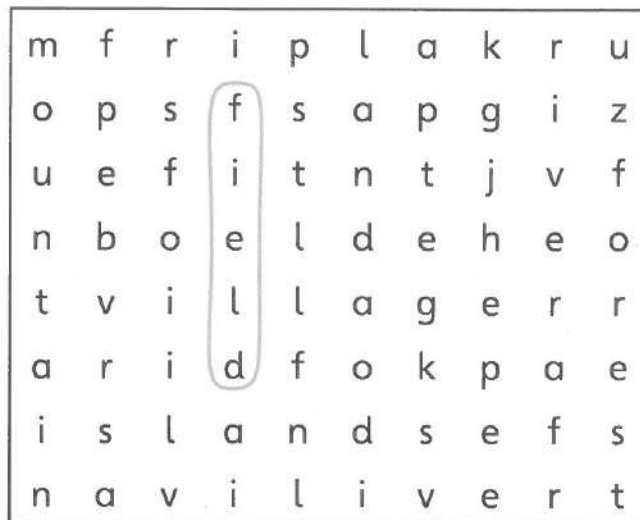 m f r i p l a k r u
o p s f s a p g i z
u e f i t n t j v f
n b o e l d e h e o
t v i l l a g e r r
a r i d f o k p a e
i s l a n d s e f s
n a v i l i v e r t